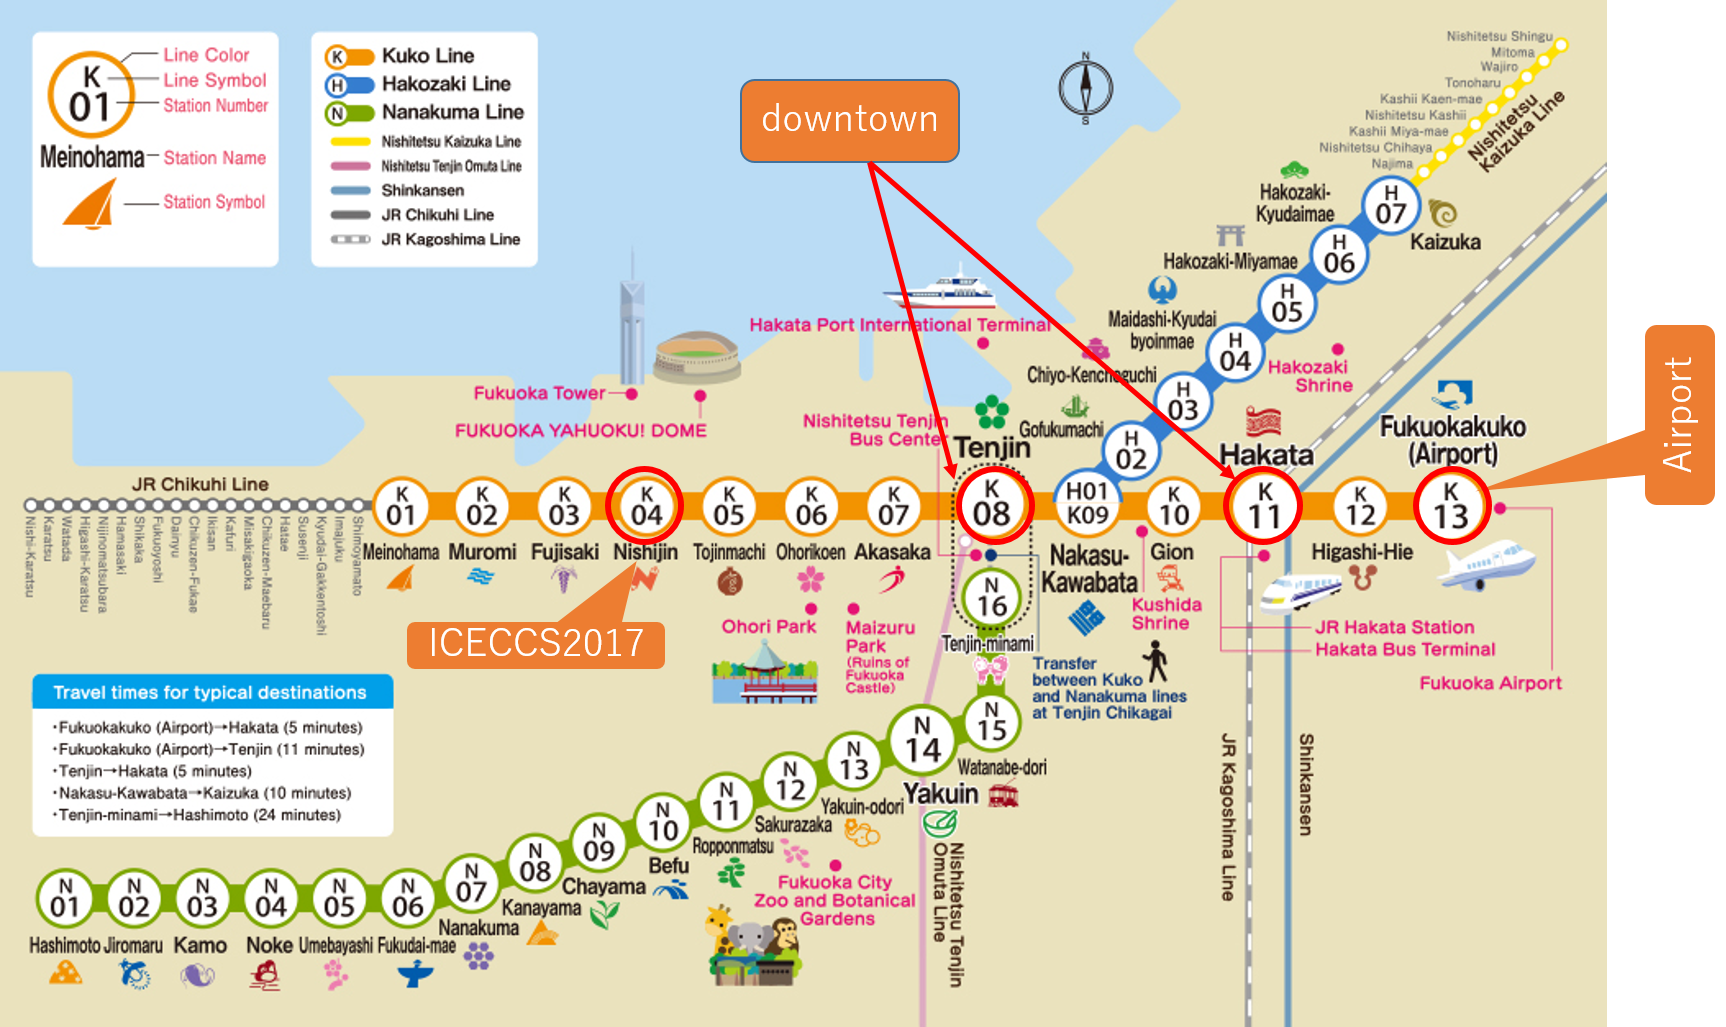 K
01
Meinohama
Line Color
Line Symbol
Station Number
Station Name
Station Symbol
K Kuko Line
H Hakozaki Line
N Nanakuma Line
Nishitetsu Kaizuka Line
Nishitetsu Tenjin Omuta Line
Shinkansen
JR Chikuhi Line
JR Kagoshima Line
downtown
N
S
Nishitetsu Shingu
Mitoma
Wajiro
Tonoharu
Kashii Kaen-mae
Nishitetsu Kashii
Kashii Miya-mae
Nishitetsu Chihaya
Najima
Nishitetsu
Kaizuka Line
H
07
Kaizuka
Hakozaki-
Kyudaimae
H
06
Hakozaki-Miyamae
H
05
Maidashi-Kyudai
byoinmae
H
04
Chiyo-Kenchoguchi
H
03
Gofukumachi
H
02
Hakozaki
Shrine
Hakata Port International Terminal
Fukuoka Tower
FUKUOKA YAHUOKU! DOME
Nishitetsu Tenjin
Bus Center
Tenjin
Hakata
Fukuokakuko
(Airport)
Airport
JR Chikuhi Line
Nishi-Karatsu
Karatsu
Watada
Higashi-Karatsu
Nijinomatsubara
Hamasaki
Shikaka
Fukuoyoshi
Dainyu
Chikuzen-Fukae
Ikisan
Kafuri
Misakigaoka
Chikuzen-Maebaru
Hatae
Susenji
Kyudai-Gakkentoshi
Imajuku
Shimoyamato
K
01
Meinohama
K
02
Muromi
K
03
Fujisaki
K
04
Nishijin
K
05
Tojinmachi
K
06
Ohorikoen
K
07
Akasaka
K
08
H01
K09
Nakasu-
Kawabata
K
10
Gion
K
11
K
12
Higashi-Hie
K
13
ICECCS2017
Ohori Park
Maizuru
Park
(Ruins of
Fukuoka
Castle)
N
16
Tenjin-minami
Transfer
between Kuko
and Nanakuma lines
at Tenjin Chikagai
Kushida
Shrine
JR Hakata Station
Hakata Bus Terminal
Fukuoka Airport
Travel times for typical destinations
・Fukuokakuko (Airport)→Hakata (5 minutes)
・Fukuokakuko (Airport)→Tenjin (11 minutes)
・Tenjin→Hakata (5 minutes)
・Nakasu-Kawabata→Kaizuka (10 minutes)
・Tenjin-minami→Hashimoto (24 minutes)
N
15
Watanabe-dori
N
14
Yakuin
N
13
Yakuin-odori
N
12
Sakurazaka
N
11
Ropponmatsu
N
10
Befu
N
09
Chayama
N
08
Kanayama
N
07
Nanakuma
N
06
Fukudai-mae
N
05
Umebayashi
N
04
Noke
N
03
Kamo
N
02
Jiromaru
N
01
Hashimoto
Fukuoka City
Zoo and Botanical
Gardens
Nishitetsu Tenjin
Omuta Line
JR Kagoshima Line
Shinkansen